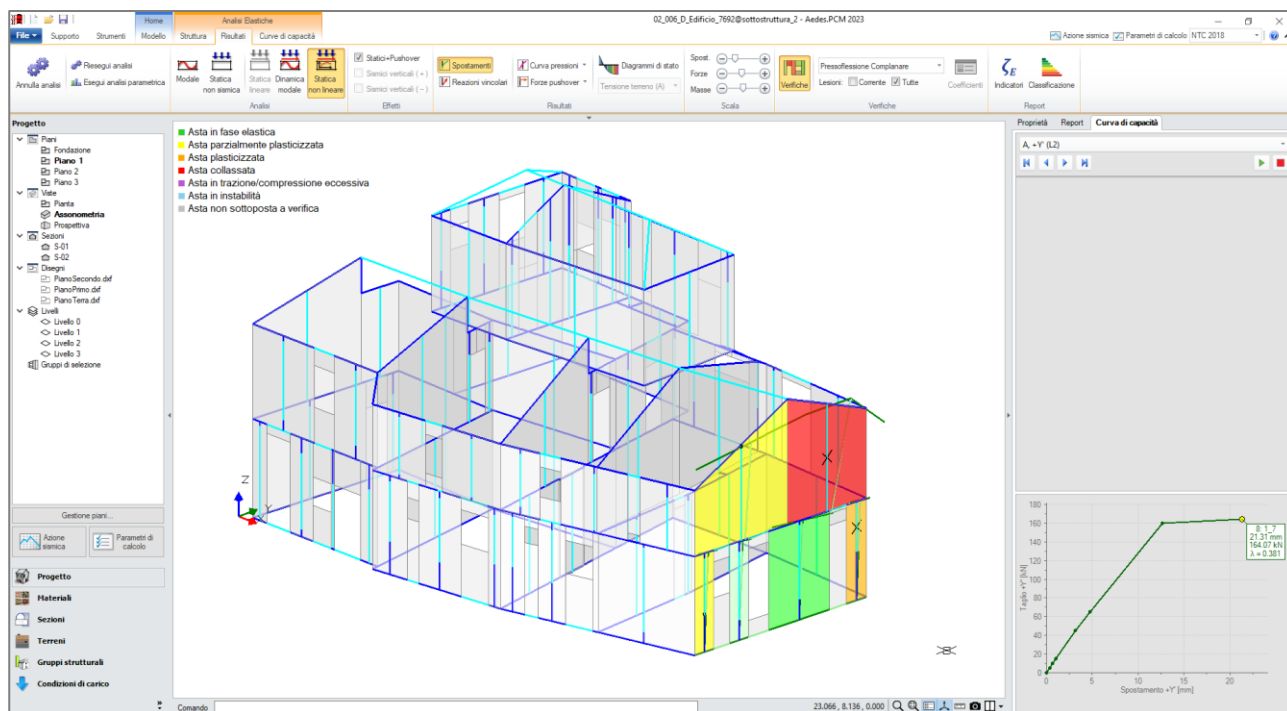 02_006_D_Edificio_7692@sottostruttura_2 - Aedes.PCM 2023
Home
Analisi Elastiche
File
Supporto
Strumenti
Modello
Struttura
Risultati
Curve di capacità
Azione sismica
Parametri di calcolo
NTC 2018
Annulla analisi
Riesegui analisi
Esegui analisi parametrica
Modale
Statica non sismica
Statica lineare
Dinamica modale
Statica non lineare
Analisi
Statici+Pushover
Sismici verticali (+)
Sismici verticali (−)
Effetti
Spostamenti
Reazioni vincolari
Curva pressioni
Forze pushover
Diagrammi di stato
Tensione terreno (A)
Risultati
Spost.
Forze
Masse
Scala
Verifiche
Pressoflessione Complanare
Lesioni:
Corrente
Tutte
Coefficienti
Verifiche
ζE
Indicatori
Classificazione
Report
Progetto
Piani
Fondazione
Piano 1
Piano 2
Piano 3
Viste
Pianta
Assonometria
Prospettiva
Sezioni
S-01
S-02
Disegni
PianoSecondo.dxf
PianoPrimo.dxf
PianoTerra.dxf
Livelli
Livello 0
Livello 1
Livello 2
Livello 3
Gruppi di selezione
Gestione piani...
Azione sismica
Parametri di calcolo
Progetto
Materiali
Sezioni
Terreni
Gruppi strutturali
Condizioni di carico
Asta in fase elastica
Asta parzialmente plasticizzata
Asta plasticizzata
Asta collassata
Asta in trazione/compressione eccessiva
Asta in instabilità
Asta non sottoposta a verifica
Z
Y
X
Comando
23.066 , 8.136 , 0.000
Proprietà
Report
Curva di capacità
A, +Y' (L2)
180
160
140
120
100
80
60
40
20
0
Taglio +Y' [kN]
8: 1_7
21.31 mm
164.07 kN
λ = 0.381
0
5
10
15
20
Spostamento +Y' [mm]